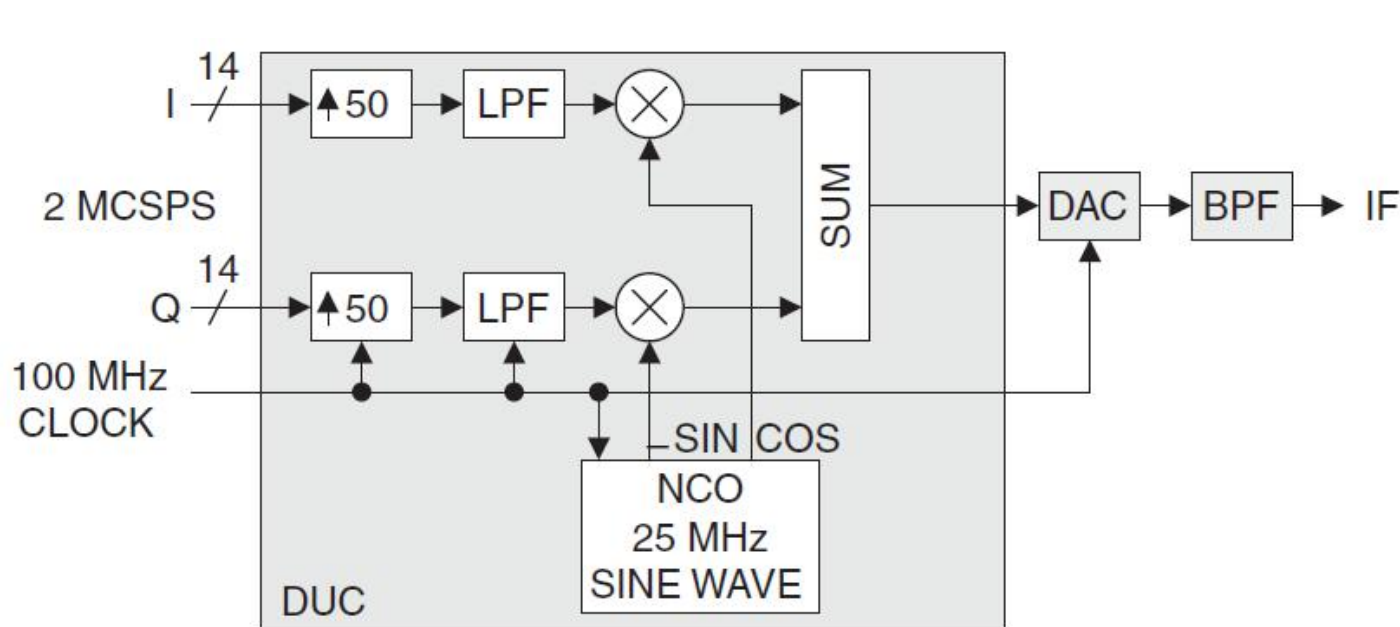 14
I
↑ 50
LPF
SUM
2 MCSPS
DAC
BPF
IF
14
Q
↑ 50
LPF
100 MHz
CLOCK
–SIN COS
NCO
25 MHz
SINE WAVE
DUC